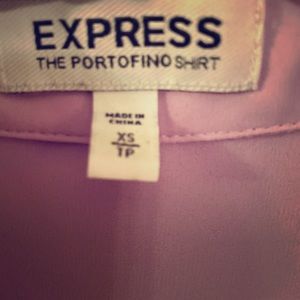 EXPRESS
THE PORTOFINO SHIRT
MADE IN
CHINA
XS
TP